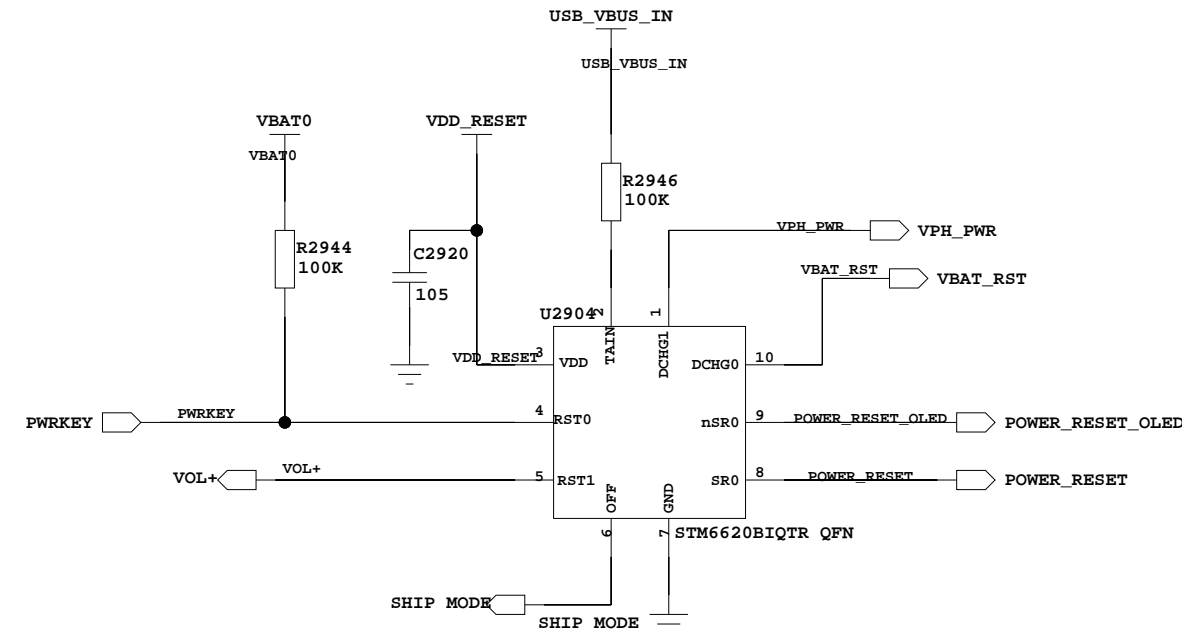 USB_VBUS_IN
USB_VBUS_IN
VBAT0
VDD_RESET
VBAT0
R2946
100K
VPH_PWR
VPH_PWR
R2944
100K
C2920
105
VBAT_RST
VBAT_RST
U2904
2
1
TAIN
DCHG1
VDD_RESET
3
VDD
DCHG0
10
PWRKEY
PWRKEY
4
RST0
nSR0
9
POWER_RESET_OLED
POWER_RESET_OLED
VOL+
VOL+
5
RST1
SR0
8
POWER_RESET
POWER_RESET
OFF
GND
6
7
STM6620BIQTR QFN
SHIP MODE
SHIP MODE